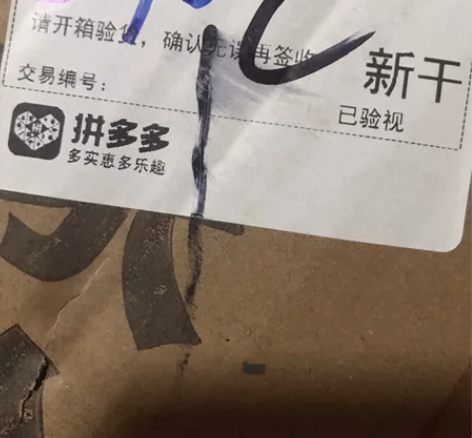 请开箱验货，确认无误再签收
新干
交易编号：
已验视
拼多多
多实惠多乐趣